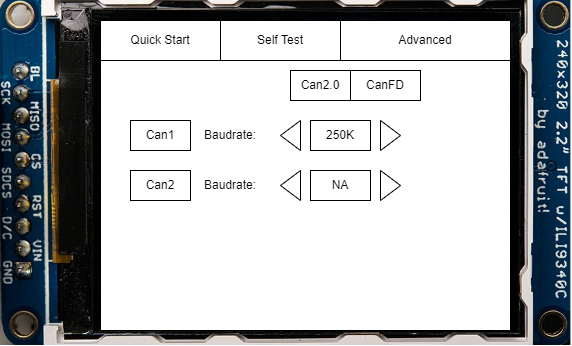 Quick Start Self Test Advanced
Can2.0 CanFD
Can1 Baudrate: 250K
Can2 Baudrate: NA
BL
SCK
MISO
MOSI
CS
SDCS
RST
D/C
VIN
GND
240x320 2.2" TFT w/ILI9340C
by adafruit!